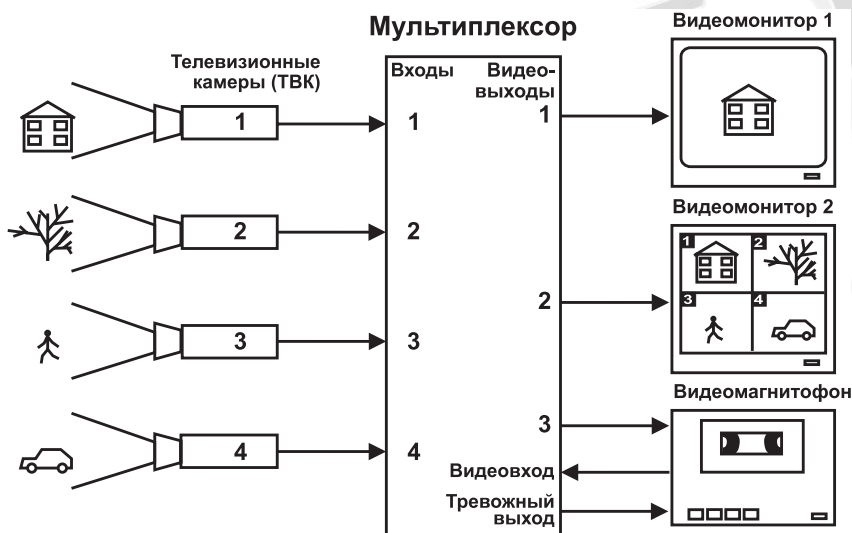 Мультиплексор
Видеомонитор 1
Телевизионные
камеры (ТВК)
Входы
Видео-
выходы
1
1
1
2
2
Видеомонитор 2
1
2
3
4
2
3
3
Видеомагнитофон
3
4
4
Видеовход
Тревожный
выход